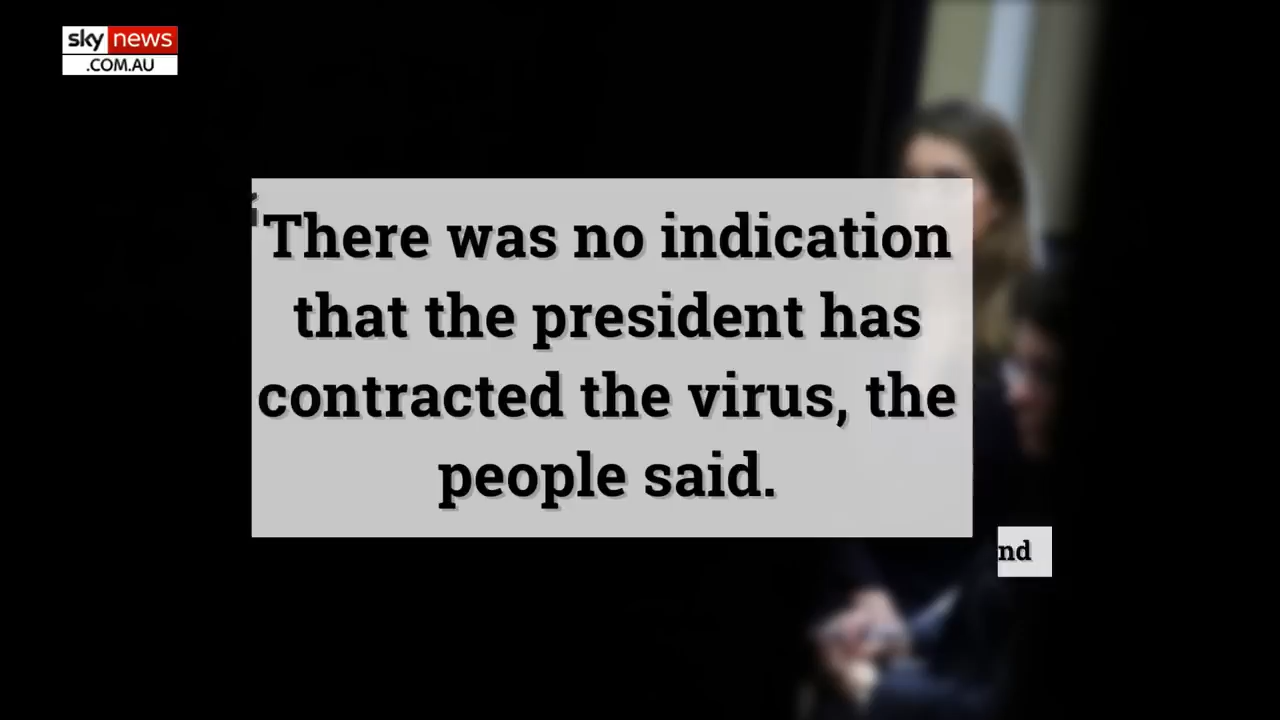 sky news
.COM.AU
There was no indication
that the president has
contracted the virus, the
people said.
nd